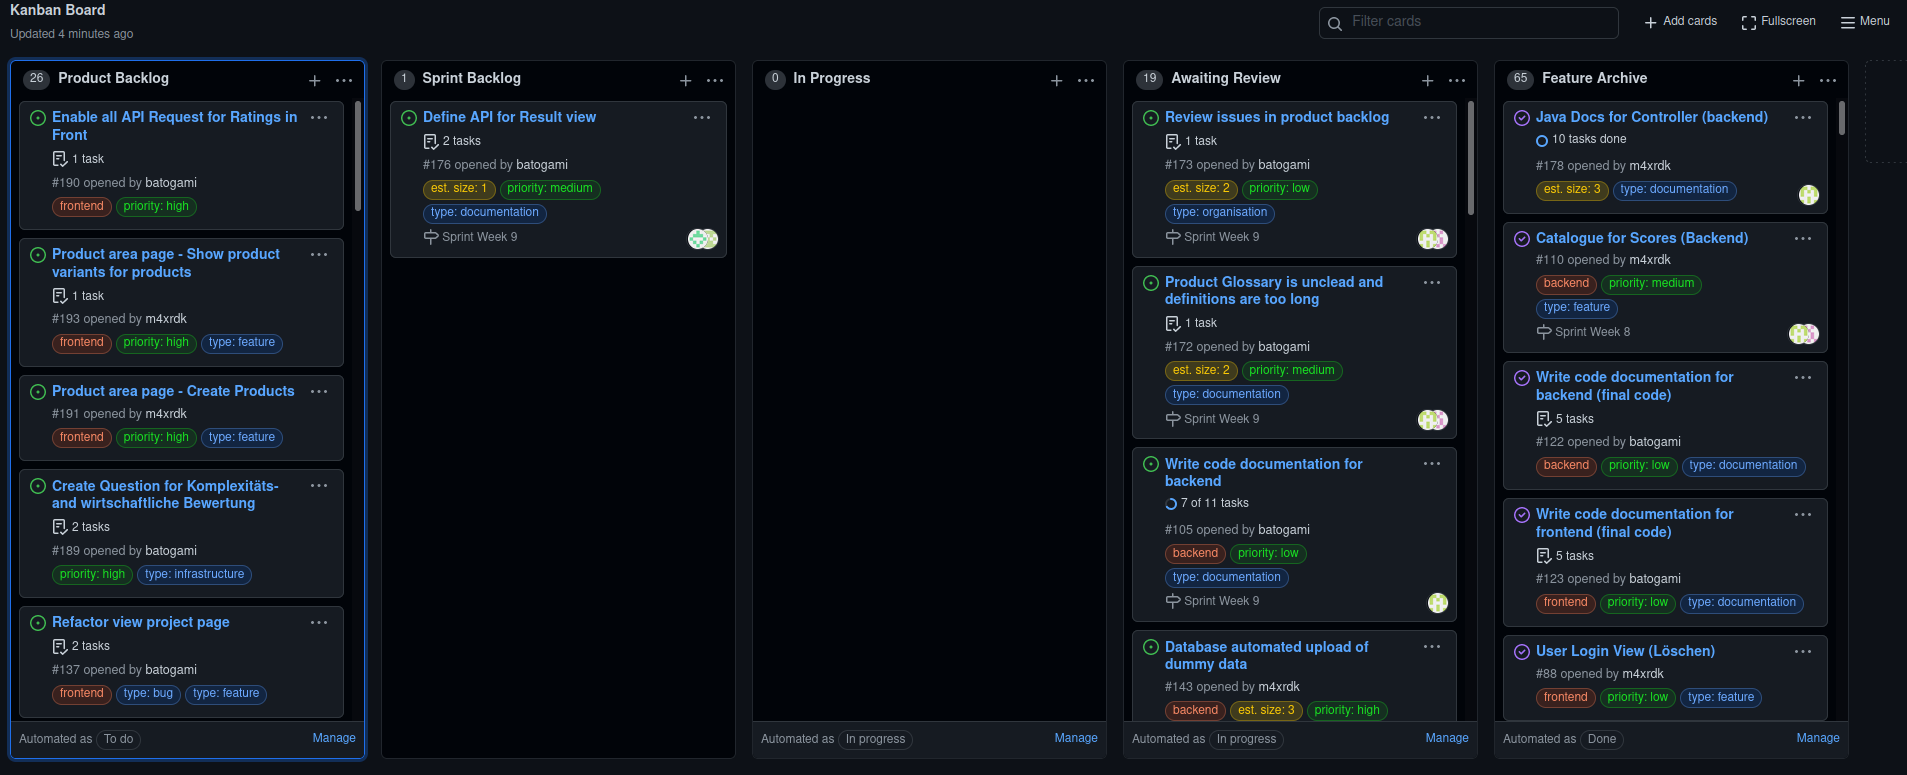 Kanban Board
Updated 4 minutes ago
Filter cards
Add cards
Fullscreen
Menu
26 Product Backlog
Enable all API Request for Ratings in
Front
1 task
#190 opened by batogami
frontend priority: high
Product area page - Show product
variants for products
1 task
#193 opened by m4xrdk
frontend priority: high type: feature
Product area page - Create Products
#191 opened by m4xrdk
frontend priority: high type: feature
Create Question for Komplexitäts-
and wirtschaftliche Bewertung
2 tasks
#189 opened by batogami
priority: high type: infrastructure
Refactor view project page
2 tasks
#137 opened by batogami
frontend type: bug type: feature
Automated as To do Manage
1 Sprint Backlog
Define API for Result view
2 tasks
#176 opened by batogami
est. size: 1 priority: medium
type: documentation
Sprint Week 9
0 In Progress
Automated as In progress Manage
19 Awaiting Review
Review issues in product backlog
1 task
#173 opened by batogami
est. size: 2 priority: low
type: organisation
Sprint Week 9
Product Glossary is unclead and
definitions are too long
1 task
#172 opened by batogami
est. size: 2 priority: medium
type: documentation
Sprint Week 9
Write code documentation for
backend
7 of 11 tasks
#105 opened by batogami
backend priority: low
type: documentation
Sprint Week 9
Database automated upload of
dummy data
#143 opened by m4xrdk
backend est. size: 3 priority: high
Automated as In progress Manage
65 Feature Archive
Java Docs for Controller (backend)
10 tasks done
#178 opened by m4xrdk
est. size: 3 type: documentation
Catalogue for Scores (Backend)
#110 opened by m4xrdk
backend priority: medium
type: feature
Sprint Week 8
Write code documentation for
backend (final code)
5 tasks
#122 opened by batogami
backend priority: low type: documentation
Write code documentation for
frontend (final code)
5 tasks
#123 opened by batogami
frontend priority: low type: documentation
User Login View (Löschen)
#88 opened by m4xrdk
frontend priority: low type: feature
Automated as Done Manage